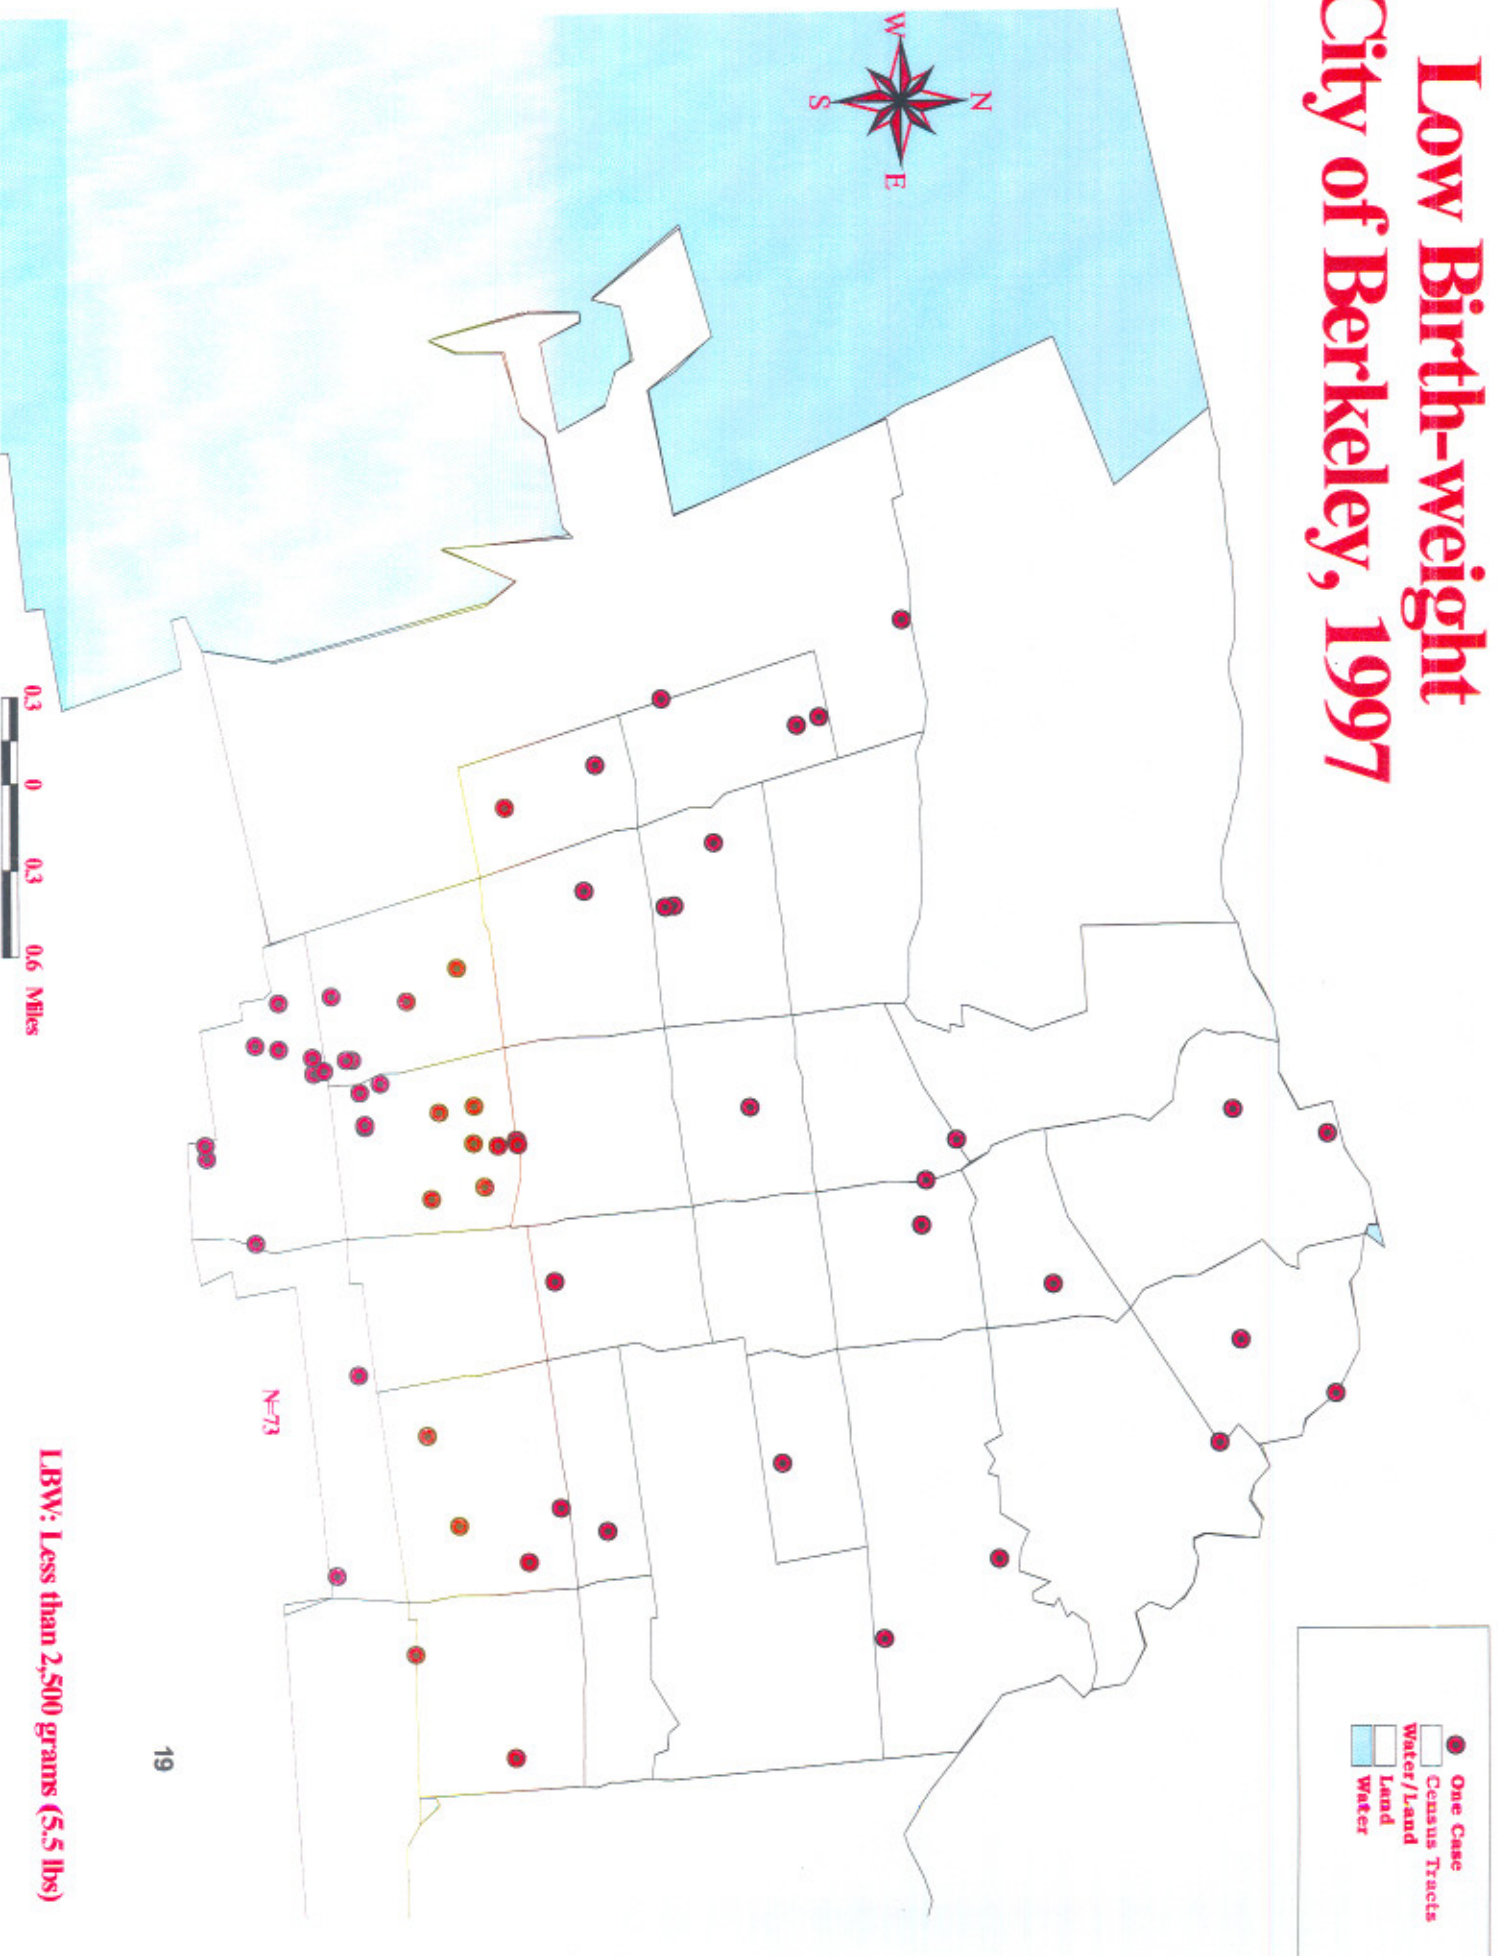 Low Birth-weight
City of Berkeley, 1997
W
N
S
E
One Case
Census Tracts
Water/Land
Land
Water
N=73
0.3 0 0.3 0.6 Miles
LBW: Less than 2,500 grams (5.5 lbs)
19